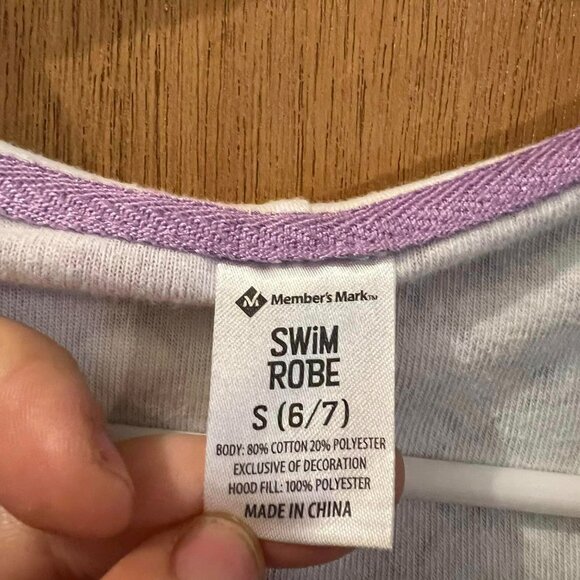 Member's Mark™
SWiM
ROBE
S (6/7)
BODY: 80% COTTON 20% POLYESTER
EXCLUSIVE OF DECORATION
HOOD FILL: 100% POLYESTER
MADE IN CHINA